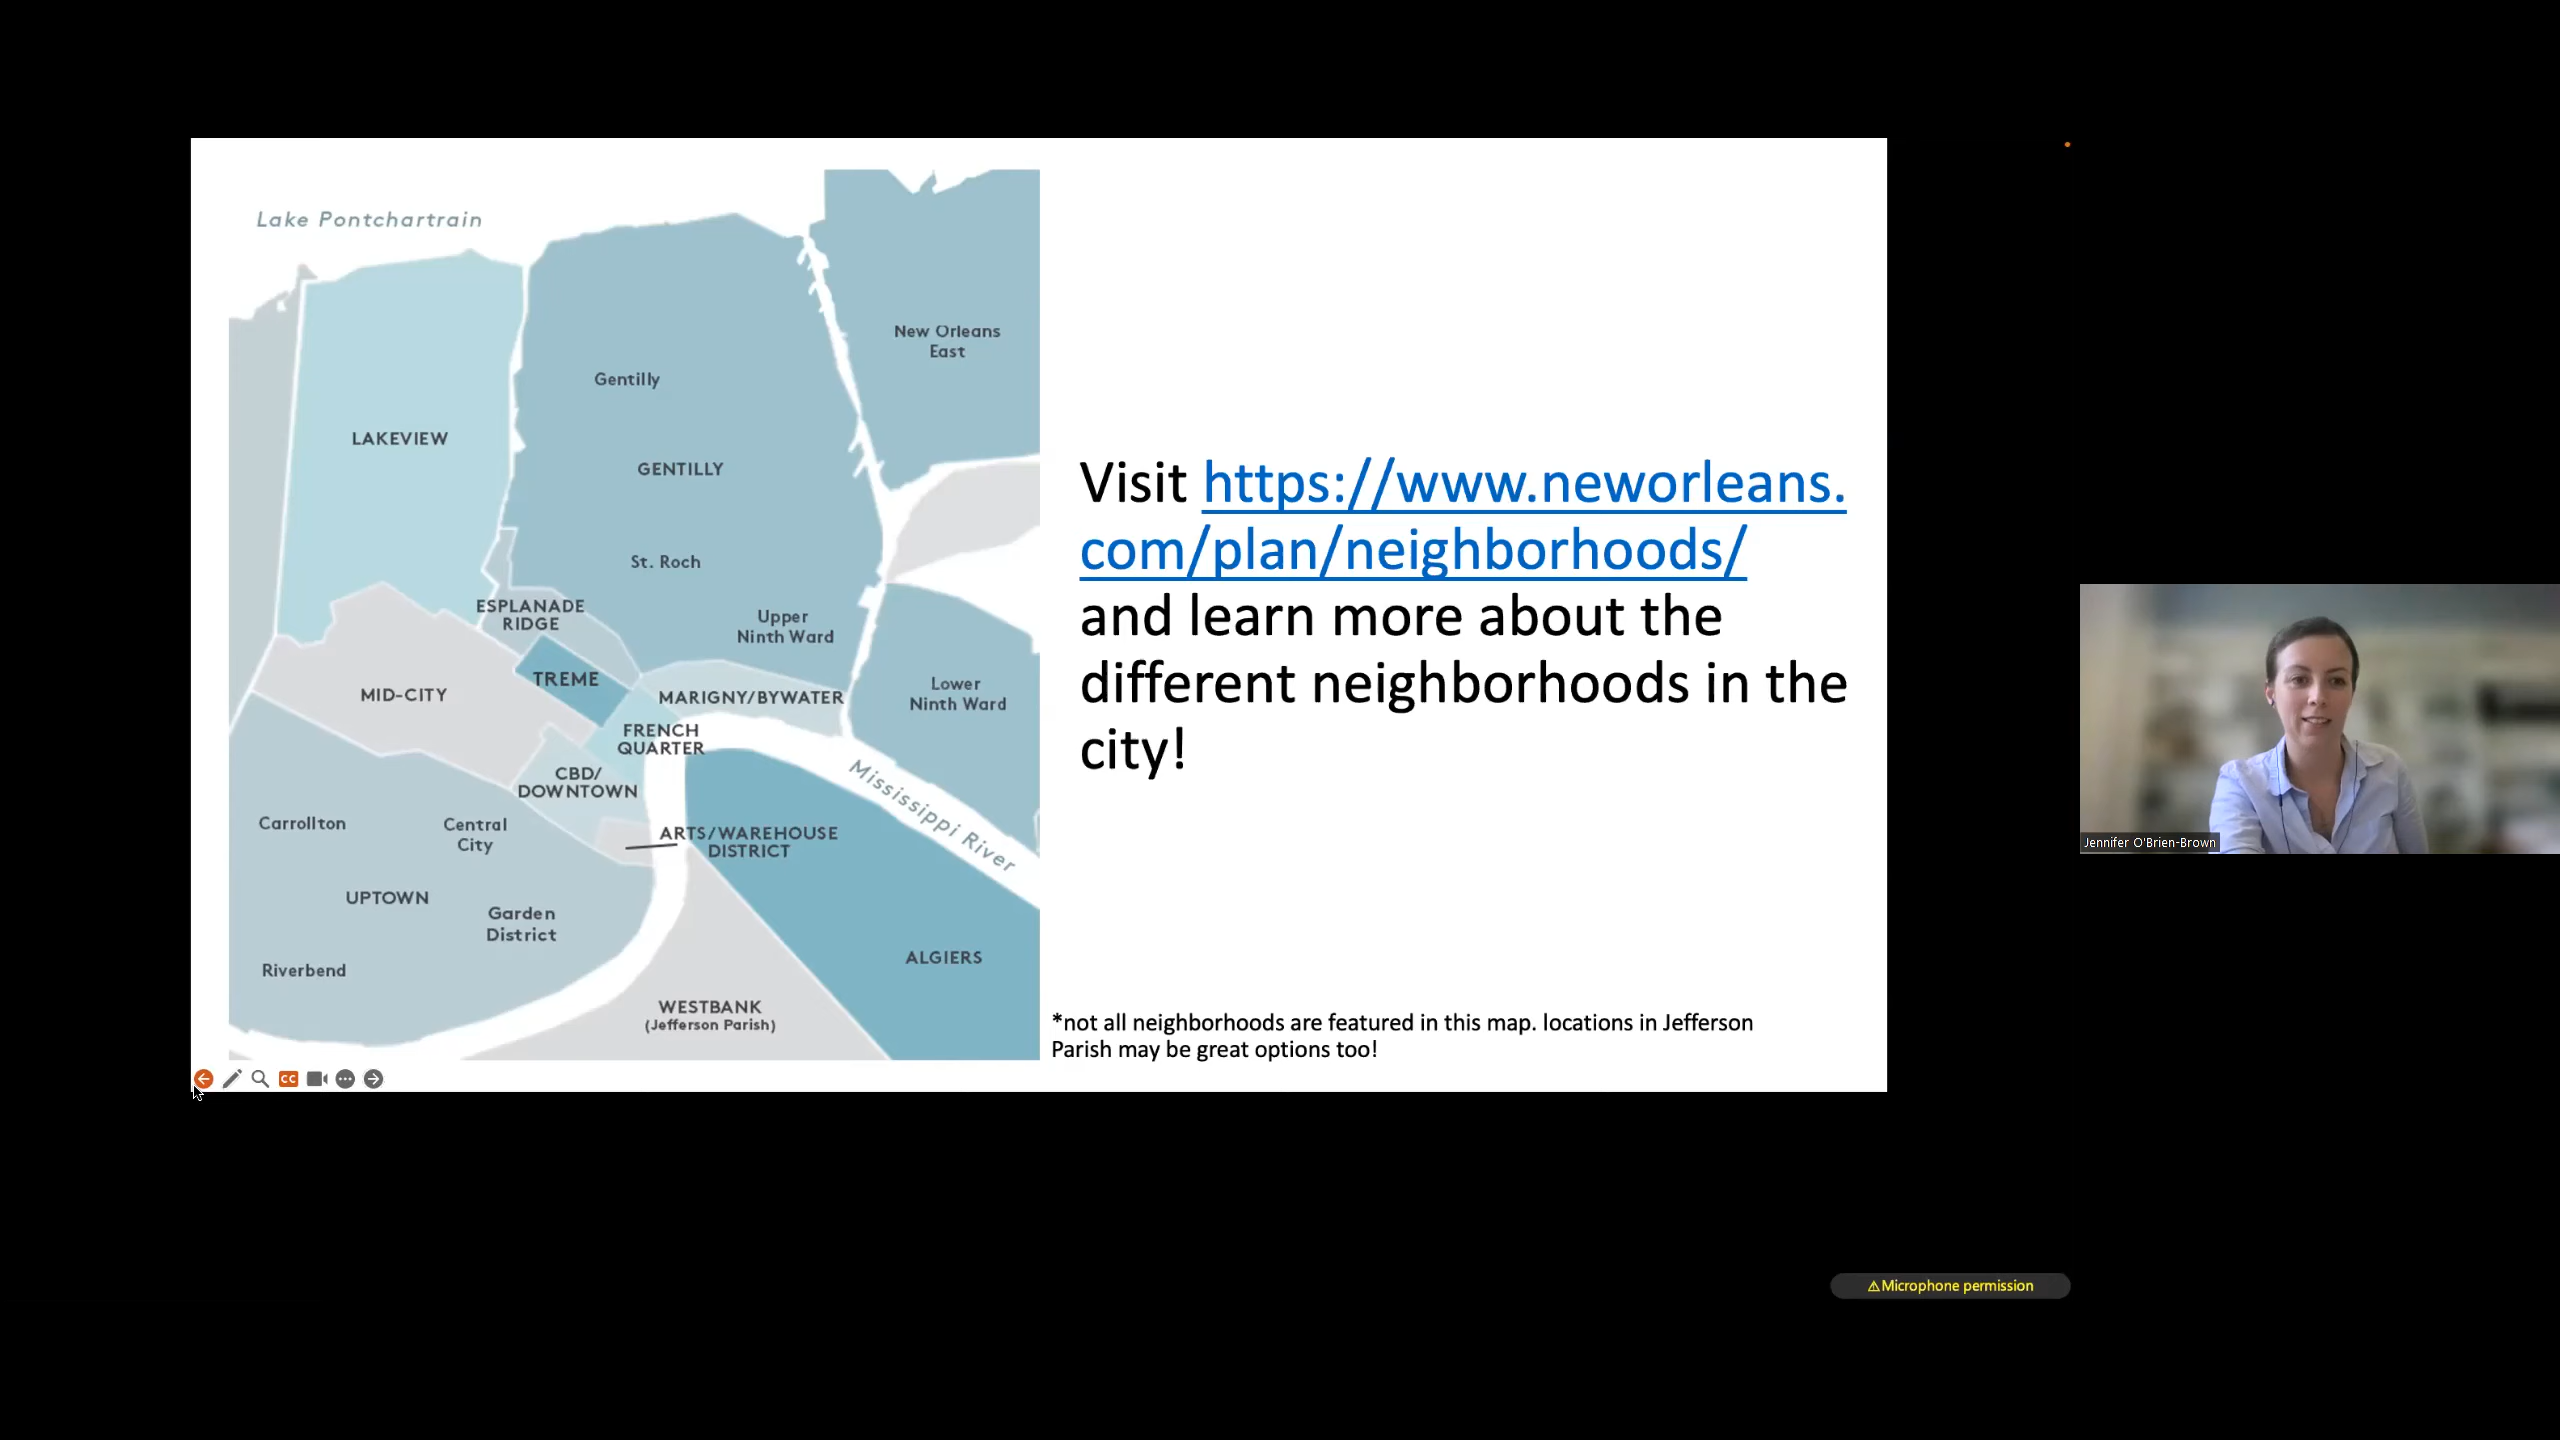 Lake Pontchartrain
New Orleans
East
Gentilly
LAKEVIEW
GENTILLY
St. Roch
ESPLANADE
RIDGE
Upper
Ninth Ward
TREME
MID-CITY
MARIGNY/BYWATER
Lower
Ninth Ward
FRENCH
QUARTER
CBD/
DOWNTOWN
Mississippi River
Carrollton
Central
City
ARTS/WAREHOUSE
DISTRICT
UPTOWN
Garden
District
ALGIERS
Riverbend
WESTBANK
(Jefferson Parish)
Visit https://www.neworleans.
com/plan/neighborhoods/
and learn more about the
different neighborhoods in the
city!
*not all neighborhoods are featured in this map. locations in Jefferson
Parish may be great options too!
CC
Jennifer O'Brien-Brown
⚠Microphone permission